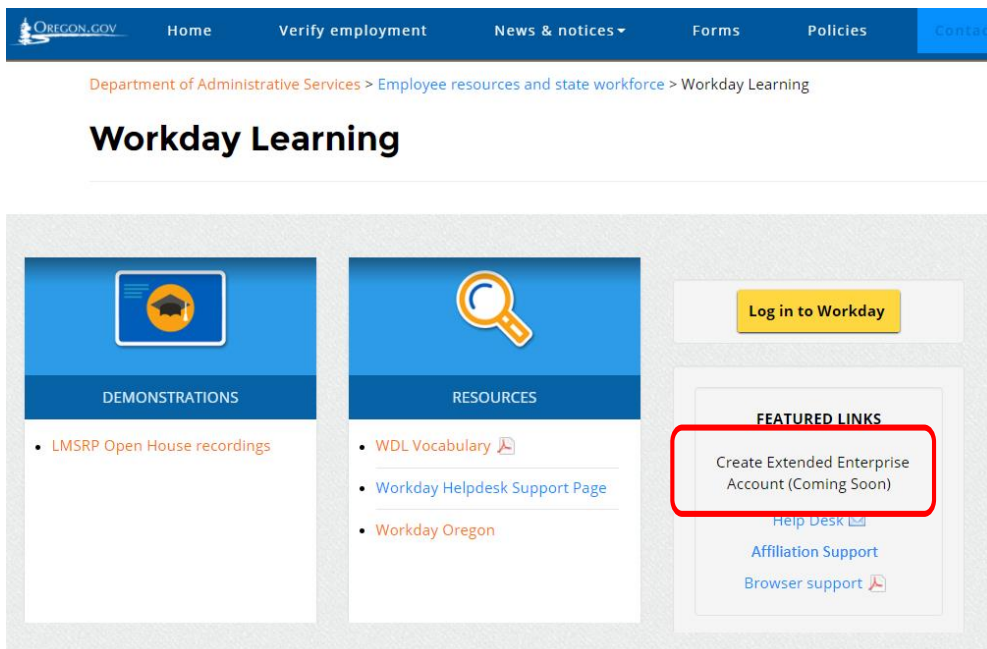 OREGON.GOV Home Verify employment News & notices Forms Policies Contac
Department of Administrative Services > Employee resources and state workforce > Workday Learning
Workday Learning
DEMONSTRATIONS
LMSRP Open House recordings
RESOURCES
WDL Vocabulary
Workday Helpdesk Support Page
Workday Oregon
Log in to Workday
FEATURED LINKS
Create Extended Enterprise
Account (Coming Soon)
Help Desk
Affiliation Support
Browser support